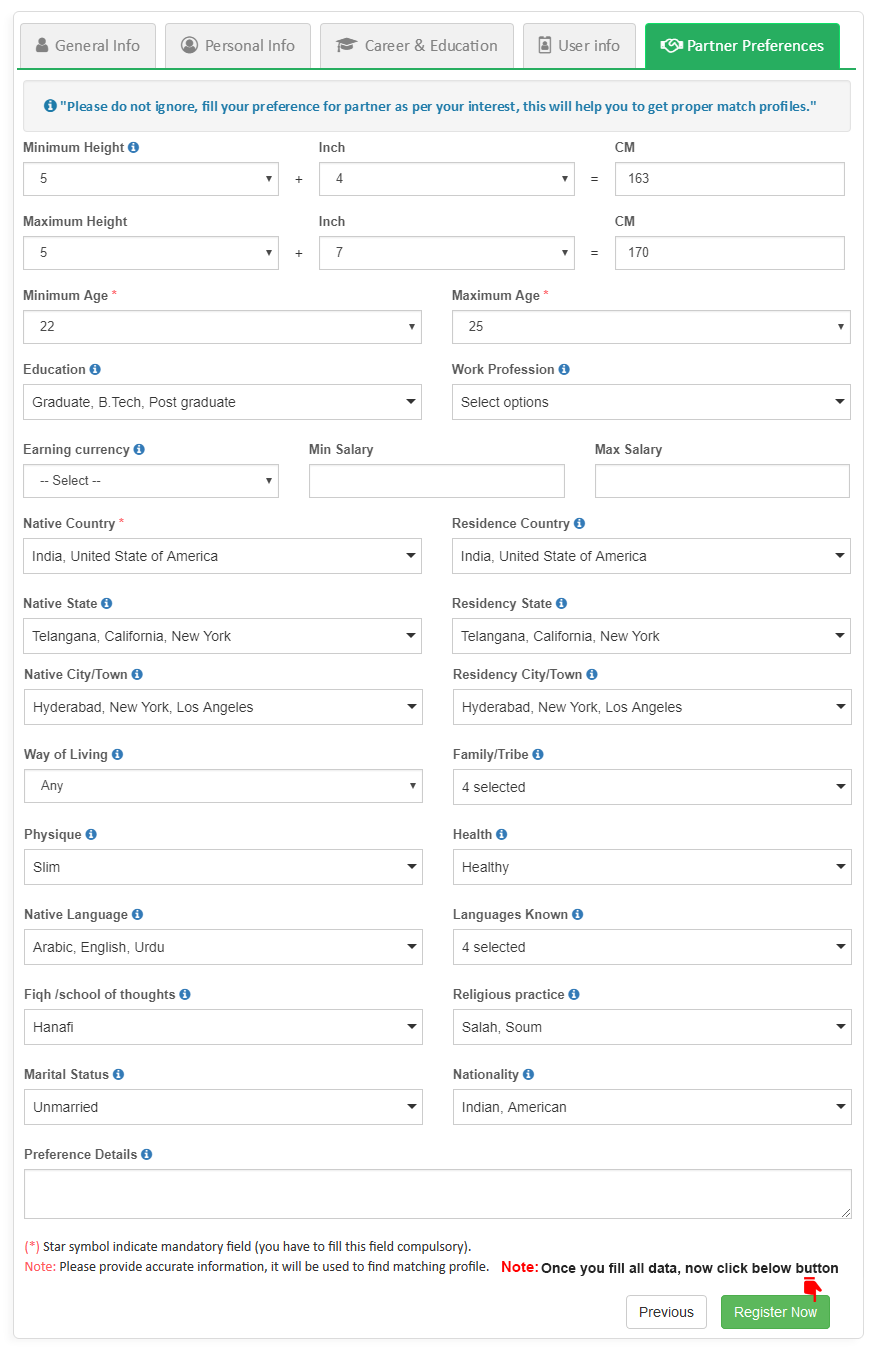 General Info Personal Info Career & Education User info Partner Preferences
"Please do not ignore, fill your preference for partner as per your interest, this will help you to get proper match profiles."
Minimum Height Inch CM
5 + 4 = 163
Maximum Height Inch CM
5 + 7 = 170
Minimum Age * Maximum Age *
22 25
Education Work Profession
Graduate, B.Tech, Post graduate Select options
Earning currency Min Salary Max Salary
-- Select --
Native Country * Residence Country
India, United State of America India, United State of America
Native State Residency State
Telangana, California, New York Telangana, California, New York
Native City/Town Residency City/Town
Hyderabad, New York, Los Angeles Hyderabad, New York, Los Angeles
Way of Living Family/Tribe
Any 4 selected
Physique Health
Slim Healthy
Native Language Languages Known
Arabic, English, Urdu 4 selected
Fiqh /school of thoughts Religious practice
Hanafi Salah, Soum
Marital Status Nationality
Unmarried Indian, American
Preference Details
(*) Star symbol indicate mandatory field (you have to fill this field compulsory).
Note: Please provide accurate information, it will be used to find matching profile. Note: Once you fill all data, now click below button
Previous Register Now